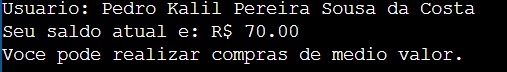 Usuario: Pedro Kalil Pereira Sousa da Costa
Seu saldo atual e: R$ 70.00
Voce pode realizar compras de medio valor.